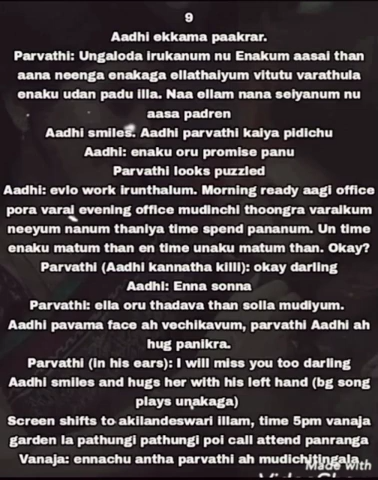 9
Aadhi ekkama paakrar.
Parvathi: Ungaloda irukanum nu Enakum aasai than
aana neenga enakaga ellathaiyum vitutu varathula
enaku udan padu illa. Naa ellam nana seiyanum nu
aasa padren
Aadhi smiles. Aadhi parvathi kaiya pidichu
Aadhi: enaku oru promise panu
Parvathi looks puzzled
Aadhi: evlo work irunthalum. Morning ready aagi office
pora varai evening office mudinchi thoongra varaikum
neeyum nanum thaniya time spend pananum. Un time
enaku matum than en time unaku matum than. Okay?
Parvathi (Aadhi kannatha killi): okay darling
Aadhi: Enna sonna
Parvathi: ella oru thadava than solla mudiyum.
Aadhi pavama face ah vechikavum, parvathi Aadhi ah
hug panikra.
Parvathi (in his ears): I will miss you too darling
Aadhi smiles and hugs her with his left hand (bg song
plays unakaga)
Screen shifts to akilandeswari illam, time 5pm vanaja
garden la pathungi pathungi poi call attend panranga
Vanaja: ennachu antha parvathi ah mudichitingala
Made with